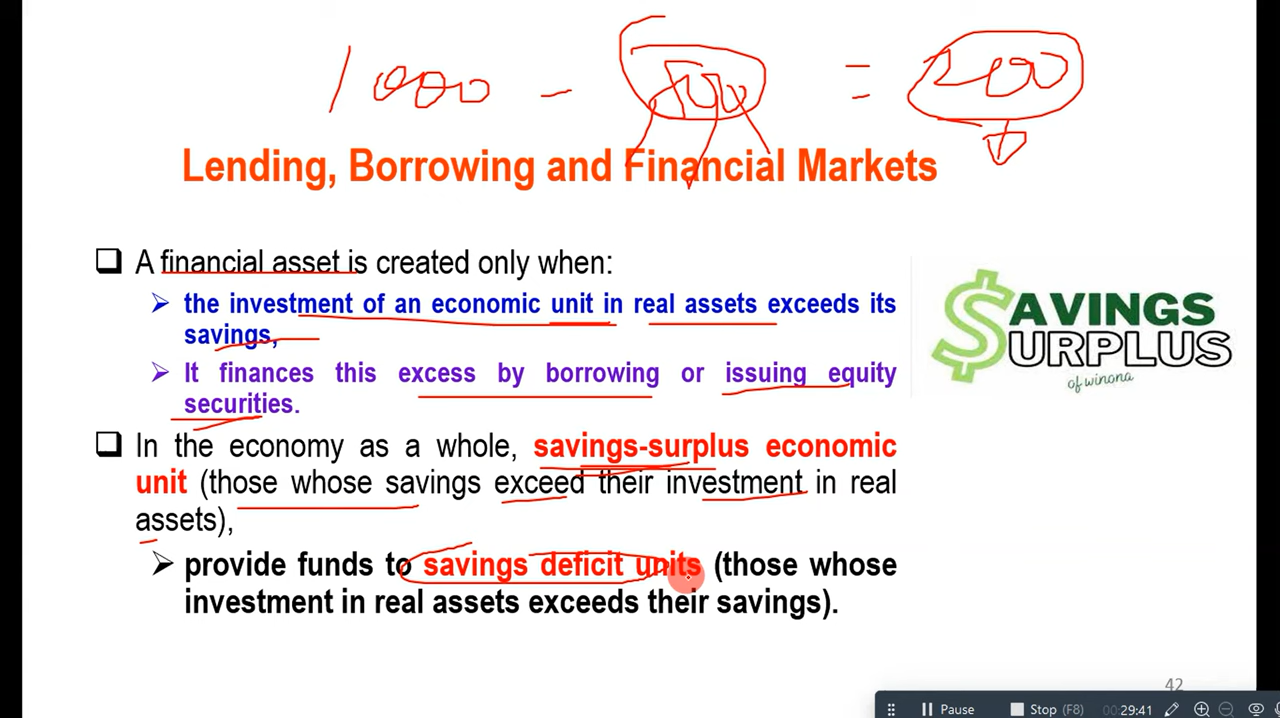 1000 - = 200
Lending, Borrowing and Financial Markets
❑ A financial asset is created only when:
➢ the investment of an economic unit in real assets exceeds its
savings,
➢ It finances this excess by borrowing or issuing equity
securities.
❑ In the economy as a whole, savings-surplus economic
unit (those whose savings exceed their investment in real
assets),
➢ provide funds to savings deficit units (those whose
investment in real assets exceeds their savings).
$AVINGS
SURPLUS
of winona
42
Pause Stop (F8) 00:29:41